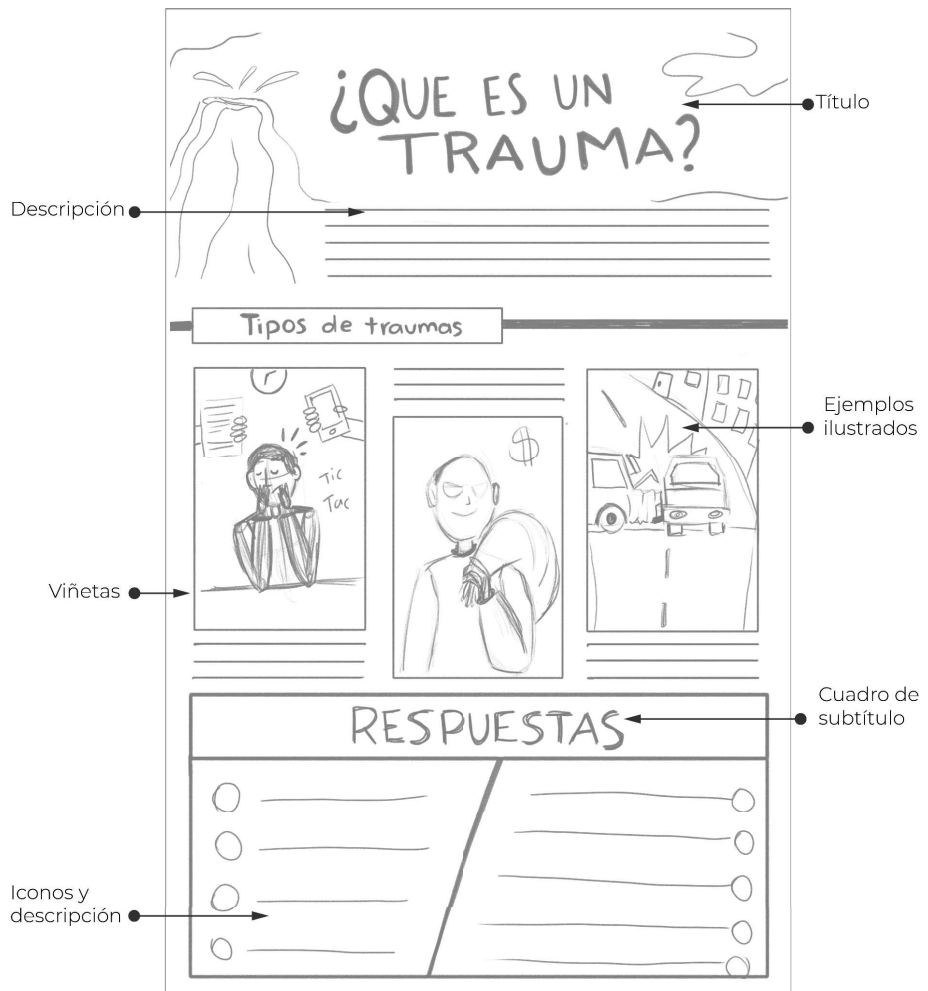 ¿QUE ES UN
TRAUMA?
Título
Descripción
Tipos de traumas
Tic
Tac
$
Ejemplos
ilustrados
Viñetas
Cuadro de
subtítulo
RESPUESTAS
Iconos y
descripción